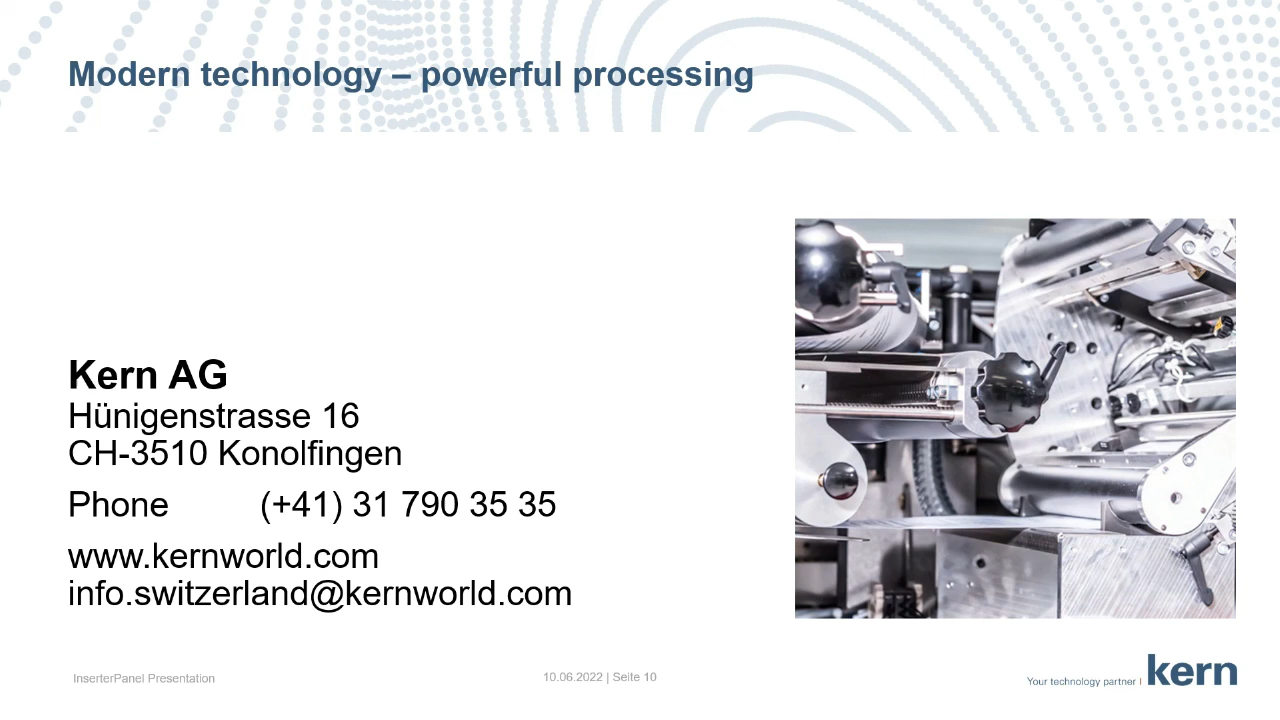 Modern technology – powerful processing
Kern AG
Hünigenstrasse 16
CH-3510 Konolfingen
Phone (+41) 31 790 35 35
www.kernworld.com
info.switzerland@kernworld.com
InserterPanel Presentation
10.06.2022 | Seite 10
Your technology partner | kern